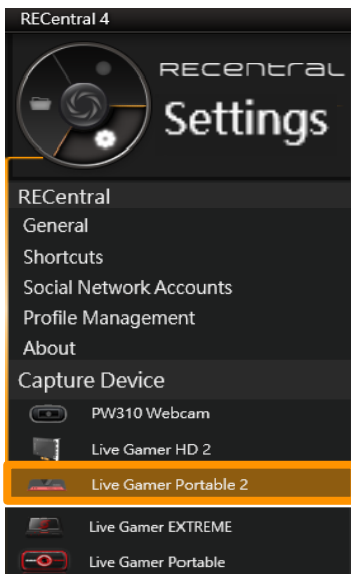 RECentral 4
RECentral
Settings
RECentral
General
Shortcuts
Social Network Accounts
Profile Management
About
Capture Device
PW310 Webcam
Live Gamer HD 2
Live Gamer Portable 2
Live Gamer EXTREME
Live Gamer Portable